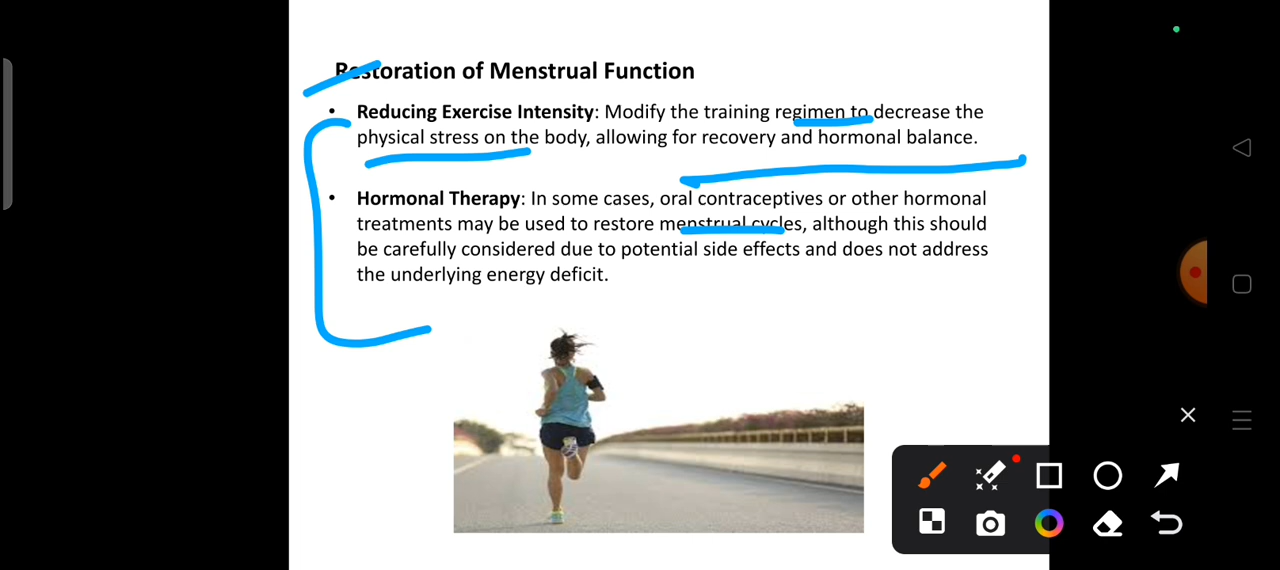 Restoration of Menstrual Function
• Reducing Exercise Intensity: Modify the training regimen to decrease the
physical stress on the body, allowing for recovery and hormonal balance.
• Hormonal Therapy: In some cases, oral contraceptives or other hormonal
treatments may be used to restore menstrual cycles, although this should
be carefully considered due to potential side effects and does not address
the underlying energy deficit.